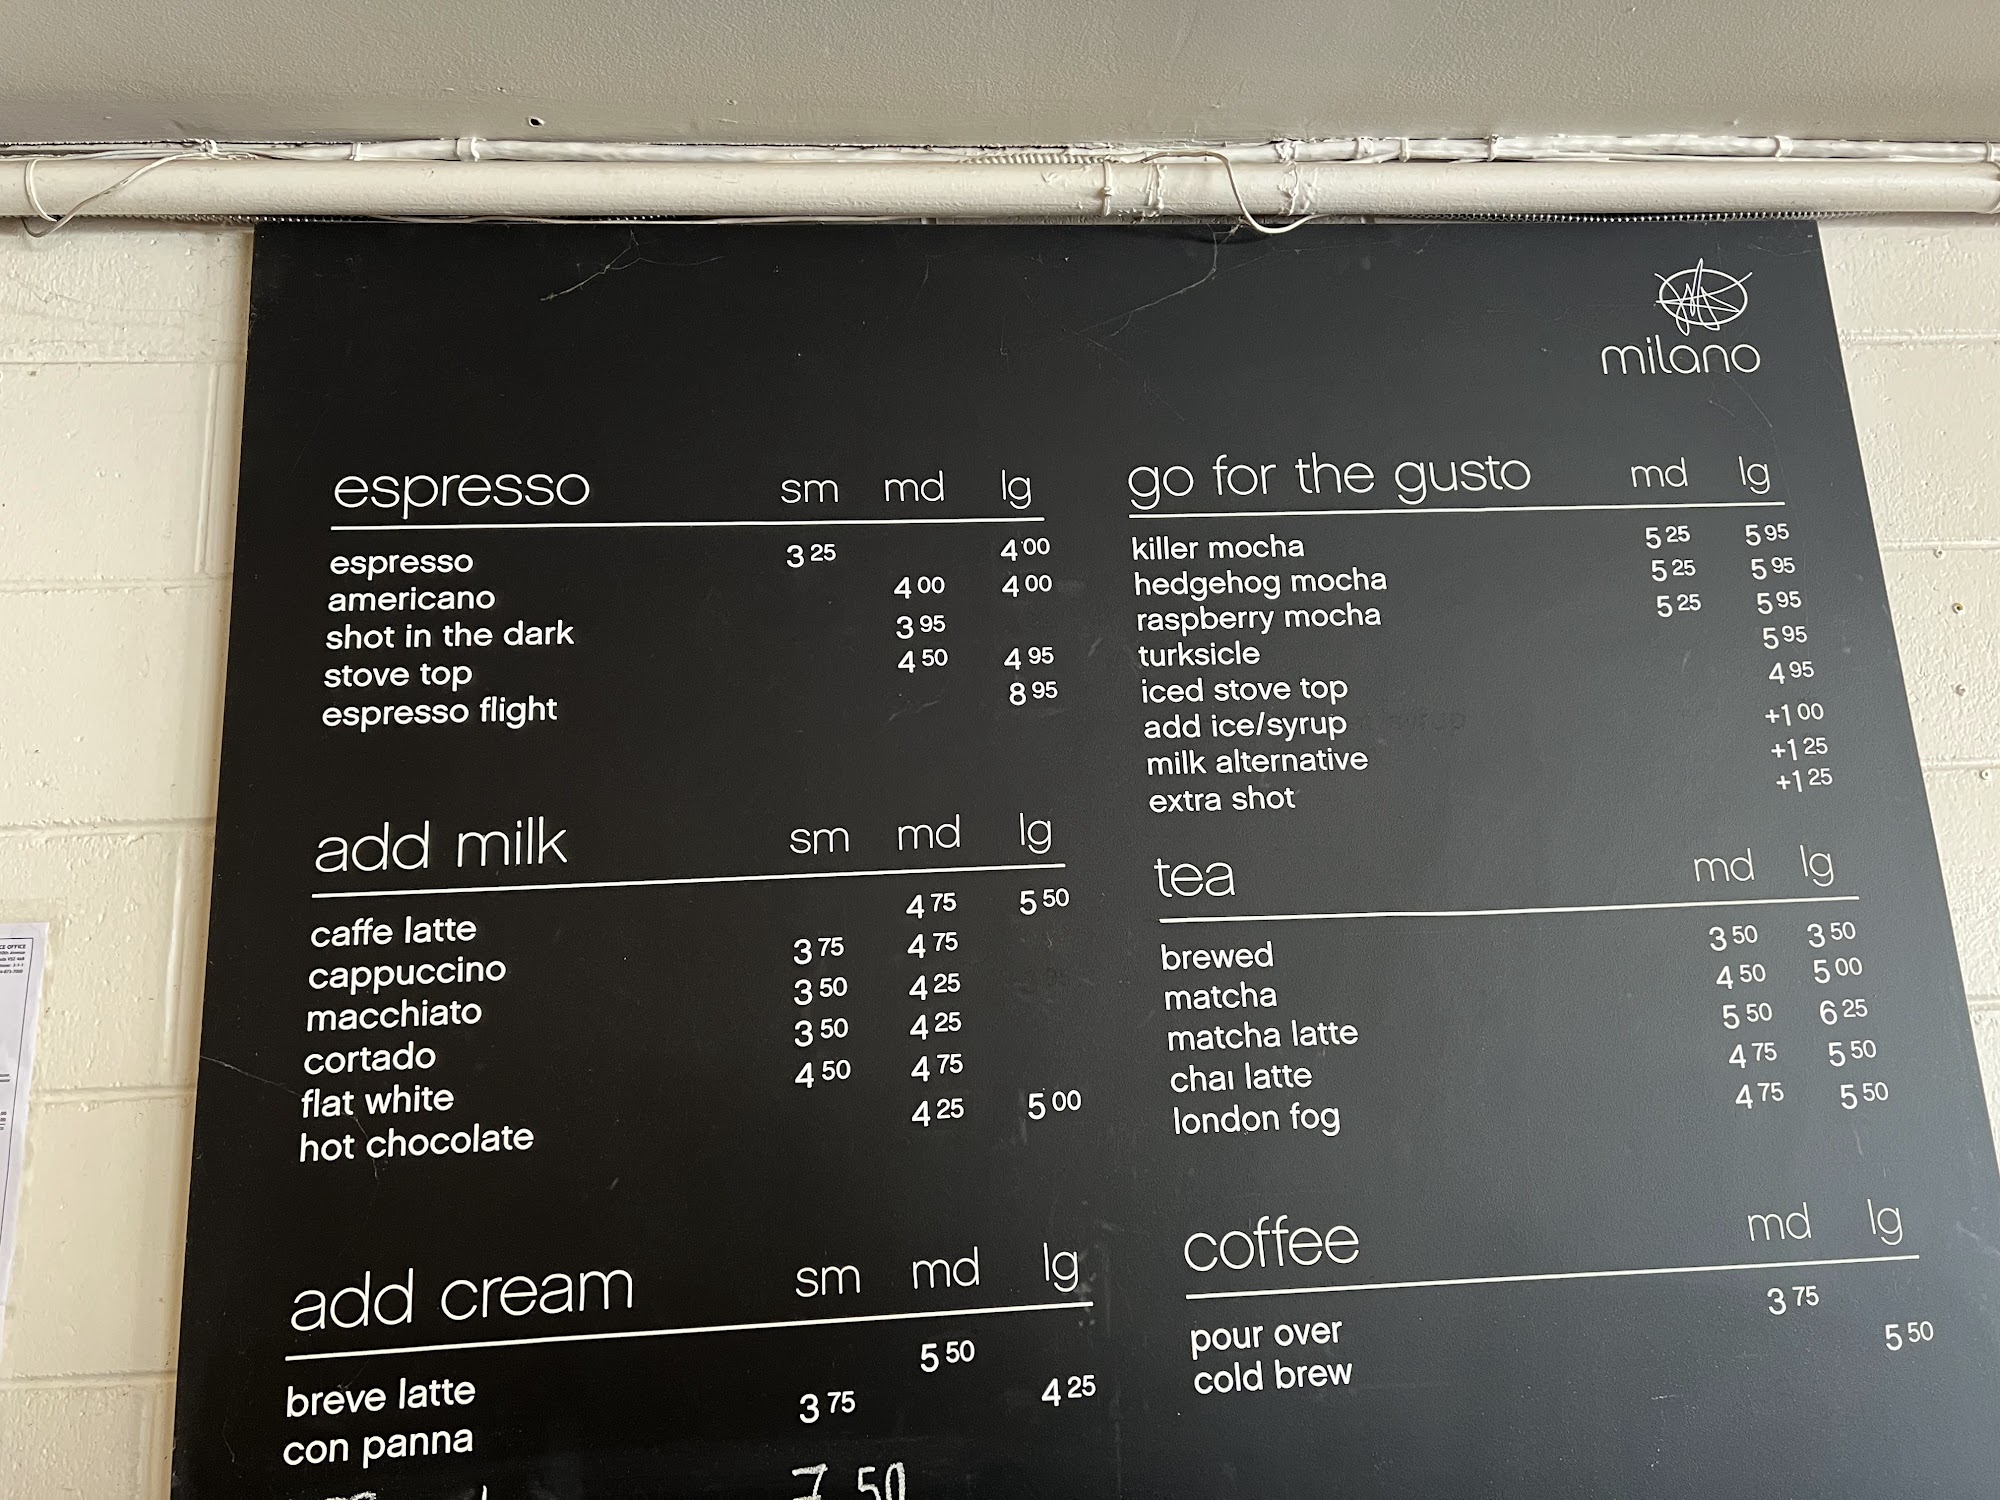 milano
espresso sm md lg
espresso 3 25 4 00
americano 4 00 4 00
shot in the dark 3 95
stove top 4 50 4 95
espresso flight 8 95
add milk sm md lg
caffe latte 4 75 5 50
cappuccino 3 75 4 75
macchiato 3 50 4 25
cortado 3 50 4 25
flat white 4 50 4 75
hot chocolate 4 25 5 00
add cream sm md lg
breve latte 5 50
con panna 3 75 4 25
7 50
go for the gusto md lg
killer mocha 5 25 5 95
hedgehog mocha 5 25 5 95
raspberry mocha 5 25 5 95
turksicle 5 95
iced stove top 4 95
add ice/syrup +1 00
milk alternative +1 25
extra shot +1 25
tea md lg
brewed 3 50 3 50
matcha 4 50 5 00
matcha latte 5 50 6 25
chai latte 4 75 5 50
london fog 4 75 5 50
coffee md lg
pour over 3 75
cold brew 5 50